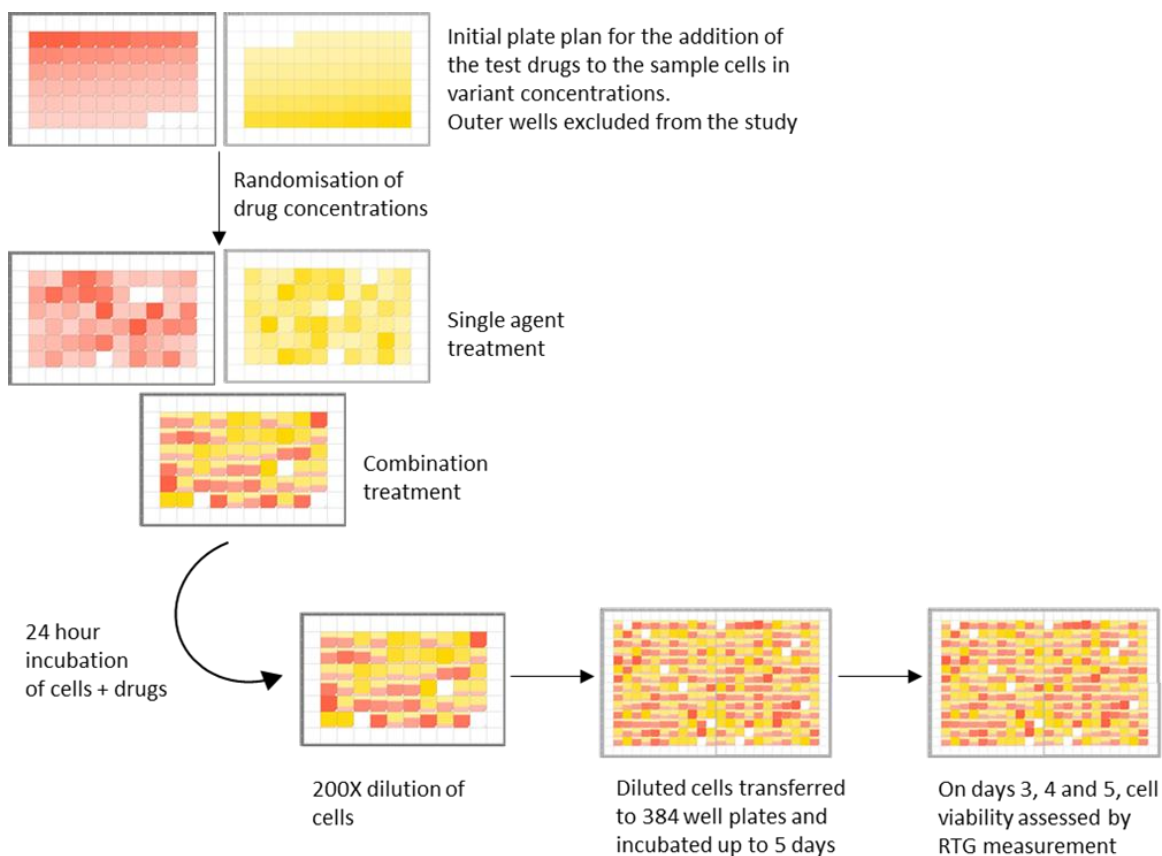 Initial plate plan for the addition of
the test drugs to the sample cells in
variant concentrations.
Outer wells excluded from the study
Randomisation of
drug concentrations
Single agent
treatment
Combination
treatment
24 hour
incubation
of cells + drugs
200X dilution of
cells
Diluted cells transferred
to 384 well plates and
incubated up to 5 days
On days 3, 4 and 5, cell
viability assessed by
RTG measurement